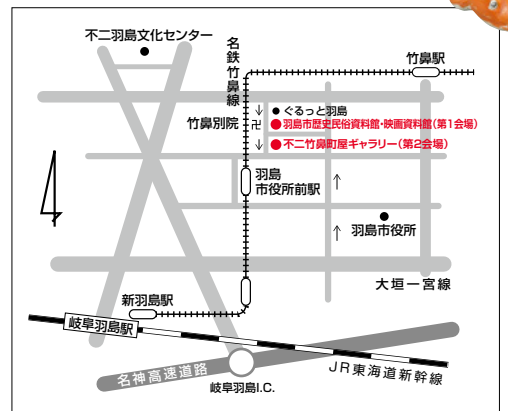 不二羽島文化センター
名鉄竹鼻線
竹鼻駅
ぐるっと羽島
竹鼻別院
卍
羽島市歴史民俗資料館・映画資料館(第1会場)
不二竹鼻町屋ギャラリー(第2会場)
羽島
市役所前駅
羽島市役所
大垣一宮線
新羽島駅
岐阜羽島駅
名神高速道路
岐阜羽島I.C.
JR東海道新幹線